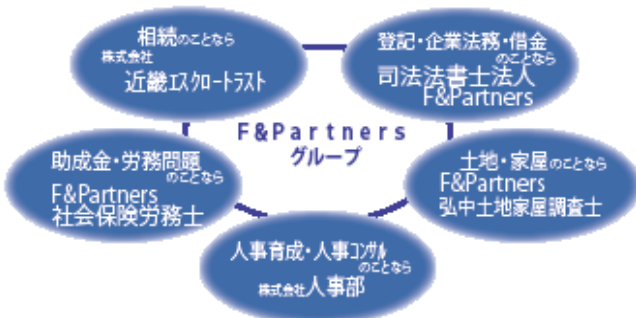 相続のことなら
株式会社
近畿エスクロートラスト
登記・企業法務・借金
のことなら
司法法書士法人
F&Partners
F&Partners
グループ
助成金・労務問題
のことなら
F&Partners
社会保険労務士
土地・家屋のことなら
F&Partners
弘中土地家屋調査士
人事育成・人事コンサル
のことなら
株式会社人事部